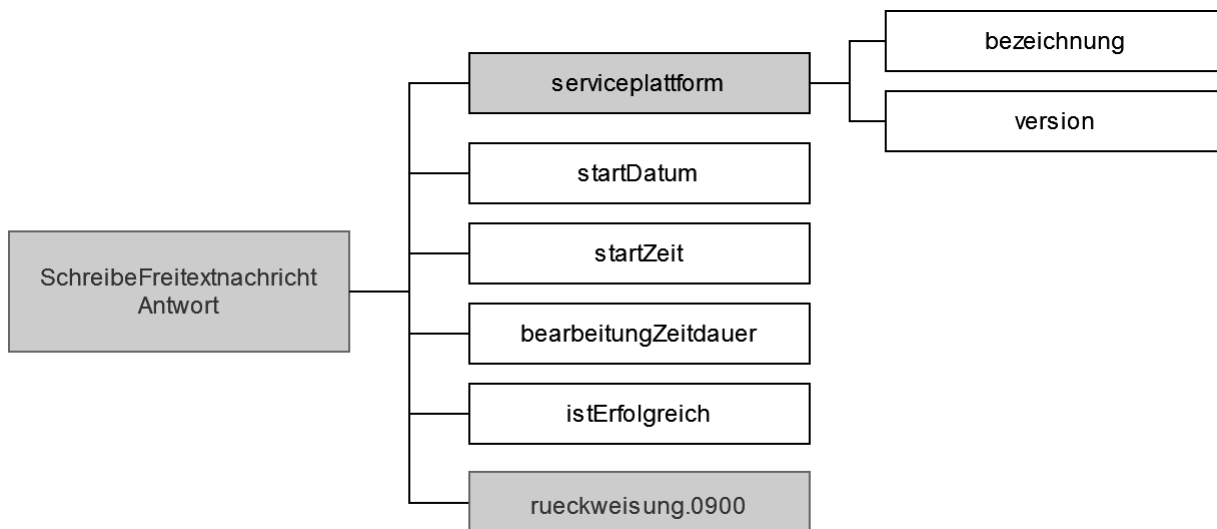 bezeichnung
serviceplattform
version
startDatum
startZeit
SchreibeFreitextnachricht
Antwort
bearbeitungZeitdauer
istErfolgreich
rueckweisung.0900